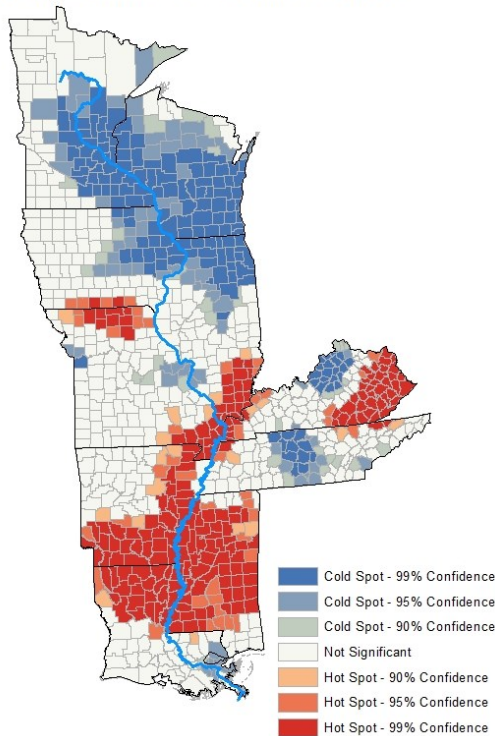 Cold Spot - 99% Confidence
Cold Spot - 95% Confidence
Cold Spot - 90% Confidence
Not Significant
Hot Spot - 90% Confidence
Hot Spot - 95% Confidence
Hot Spot - 99% Confidence